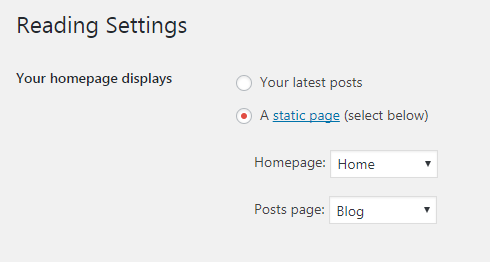 Reading Settings
Your homepage displays
Your latest posts
A static page (select below)
Homepage: Home
Posts page: Blog